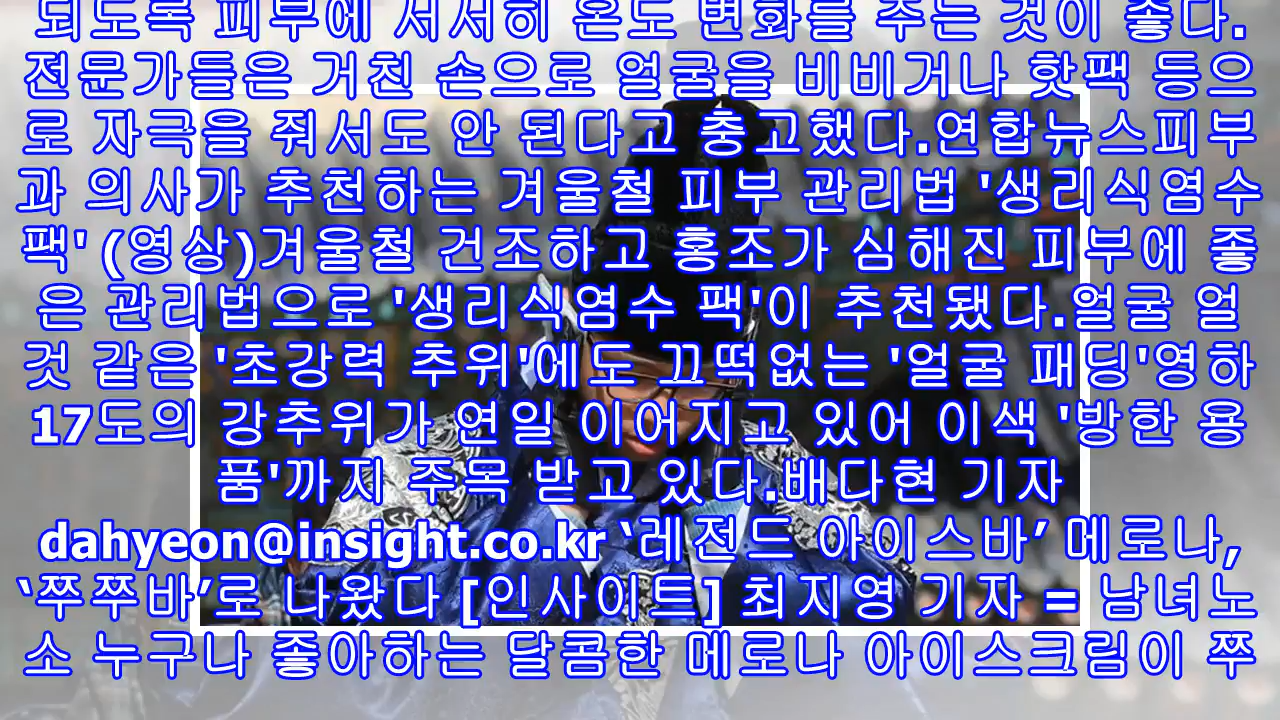 되도록 피부에 서서히 온도 변화를 주는 것이 좋다.
전문가들은 거친 손으로 얼굴을 비비거나 핫팩 등으
로 자극을 줘서도 안 된다고 충고했다.연합뉴스피부
과 의사가 추천하는 겨울철 피부 관리법 '생리식염수
팩' (영상)겨울철 건조하고 홍조가 심해진 피부에 좋
은 관리법으로 '생리식염수 팩'이 추천됐다.얼굴 얼
것 같은 '초강력 추위'에도 끄떡없는 '얼굴 패딩'영하
17도의 강추위가 연일 이어지고 있어 이색 '방한 용
품'까지 주목 받고 있다.배다현 기자
dahyeon@insight.co.kr ‘레전드 아이스바’ 메로나,
‘쭈쭈바’로 나왔다 [인사이트] 최지영 기자 = 남녀노
소 누구나 좋아하는 달콤한 메로나 아이스크림이 쭈